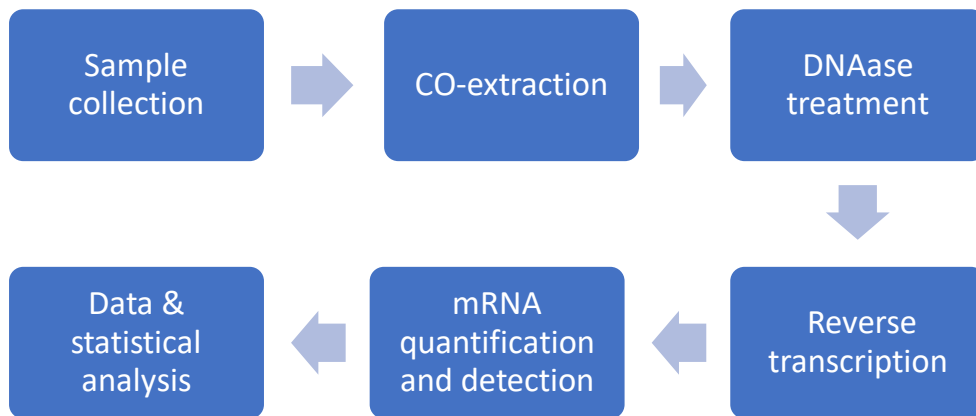 Sample
collection
CO-extraction
DNAase
treatment
Reverse
transcription
mRNA
quantification
and detection
Data &
statistical
analysis